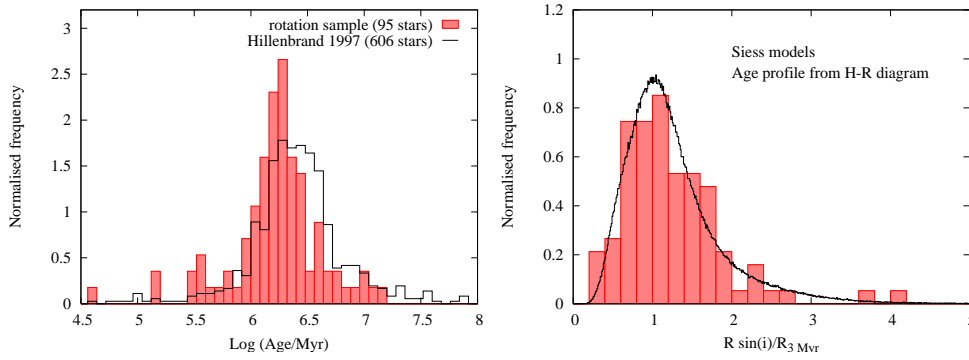 rotation sample (95 stars)
Hillenbrand 1997 (606 stars)
Normalised frequency
3
2.5
2
1.5
1
0.5
0
4.5 5 5.5 6 6.5 7 7.5 8
Log (Age/Myr)
Siess models
Age profile from H-R diagram
Normalised frequency
1.2
1
0.8
0.6
0.4
0.2
0
0 1 2 3 4 5
R sin(i)/R3 Myr